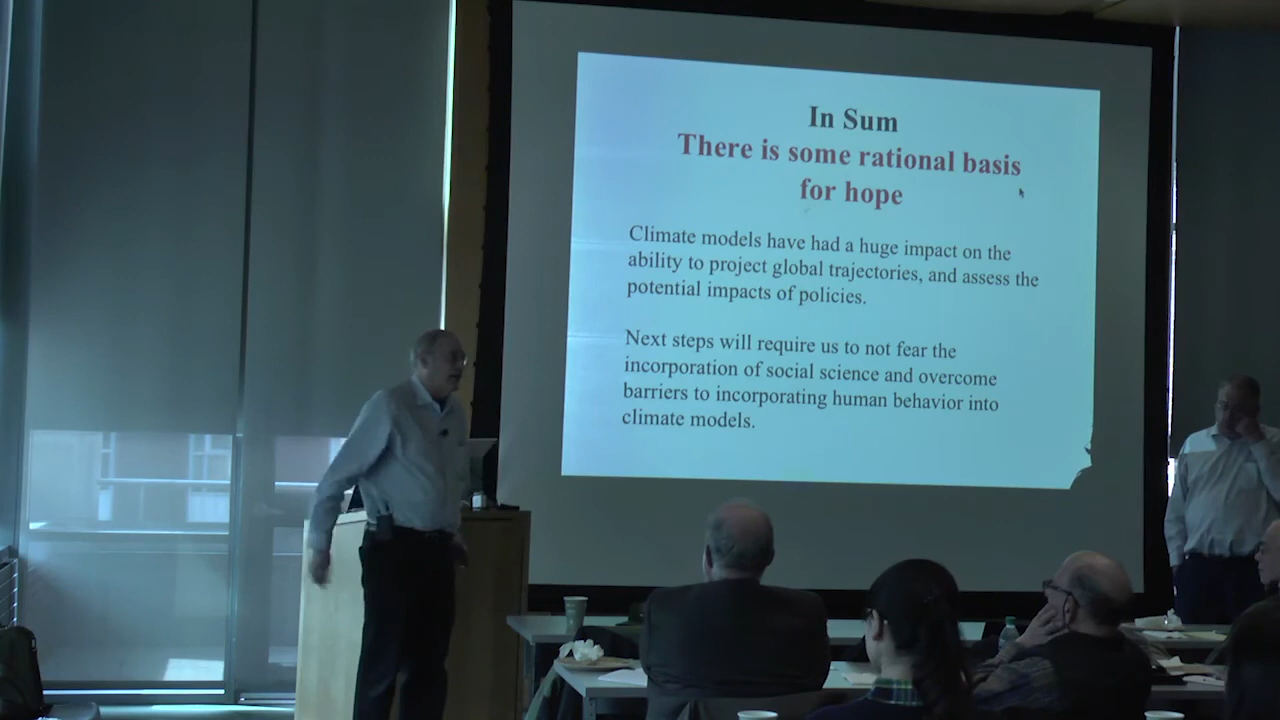 In Sum
There is some rational basis
for hope
Climate models have had a huge impact on the
ability to project global trajectories, and assess the
potential impacts of policies.
Next steps will require us to not fear the
incorporation of social science and overcome
barriers to incorporating human behavior into
climate models.